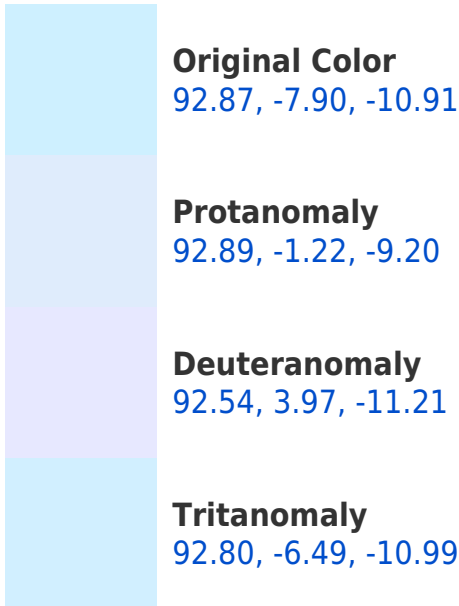 Original Color
92.87, -7.90, -10.91
Protanomaly
92.89, -1.22, -9.20
Deuteranomaly
92.54, 3.97, -11.21
Tritanomaly
92.80, -6.49, -10.99